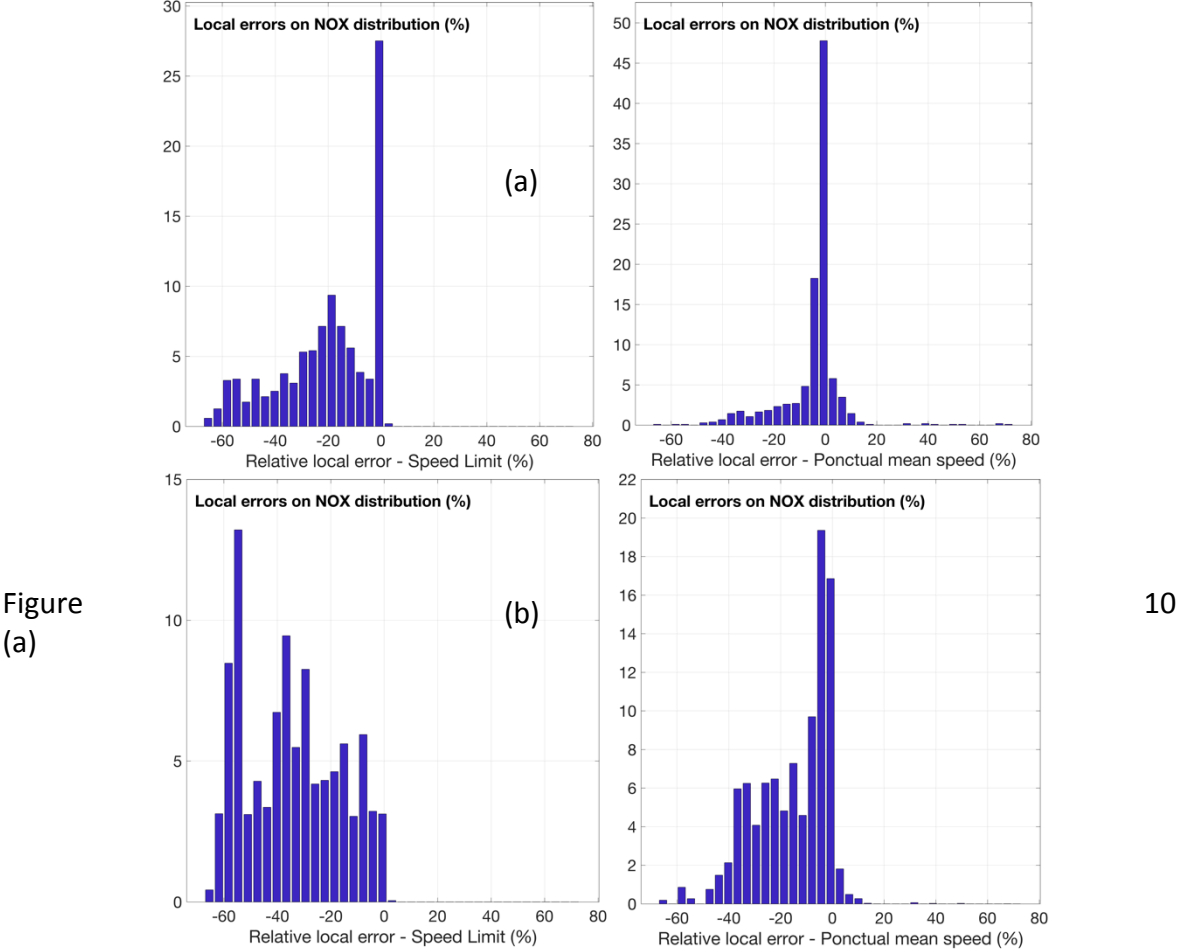 Local errors on NOX distribution (%)
30
25
20
15
10
5
0
-60 -40 -20 0 20 40 60 80
Relative local error - Speed Limit (%)
(a)
Local errors on NOX distribution (%)
50
45
40
35
30
25
20
15
10
5
0
-60 -40 -20 0 20 40 60 80
Relative local error - Ponctual mean speed (%)
Local errors on NOX distribution (%)
15
10
5
0
-60 -40 -20 0 20 40 60 80
Relative local error - Speed Limit (%)
(b)
Local errors on NOX distribution (%)
22
20
18
16
14
12
10
8
6
4
2
0
-60 -40 -20 0 20 40 60 80
Relative local error - Ponctual mean speed (%)
Figure 10
(a)